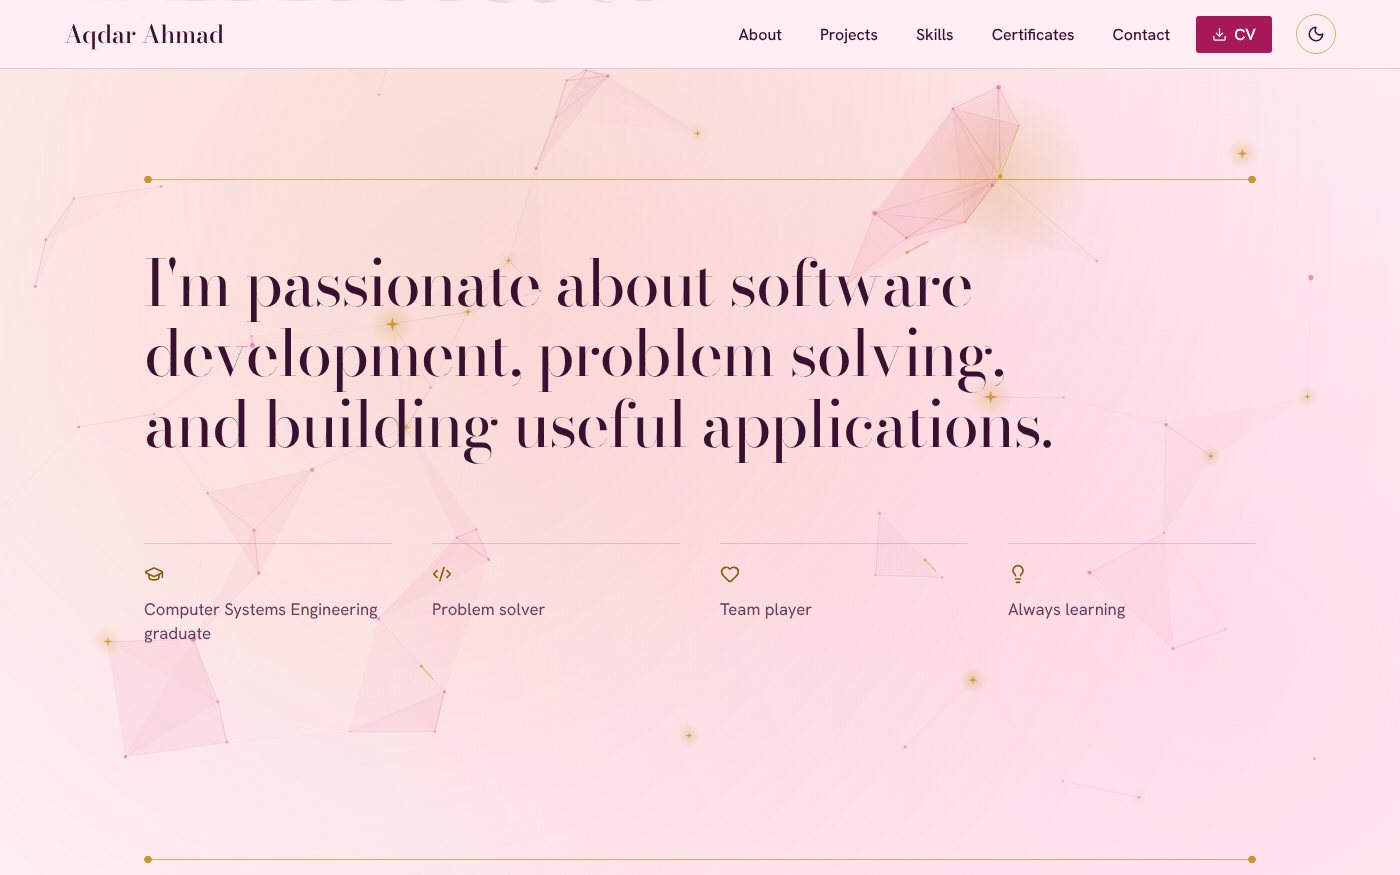 Aqdar Ahmad
About
Projects
Skills
Certificates
Contact
CV
I'm passionate about software
development, problem solving,
and building useful applications.
Computer Systems Engineering
graduate
Problem solver
Team player
Always learning